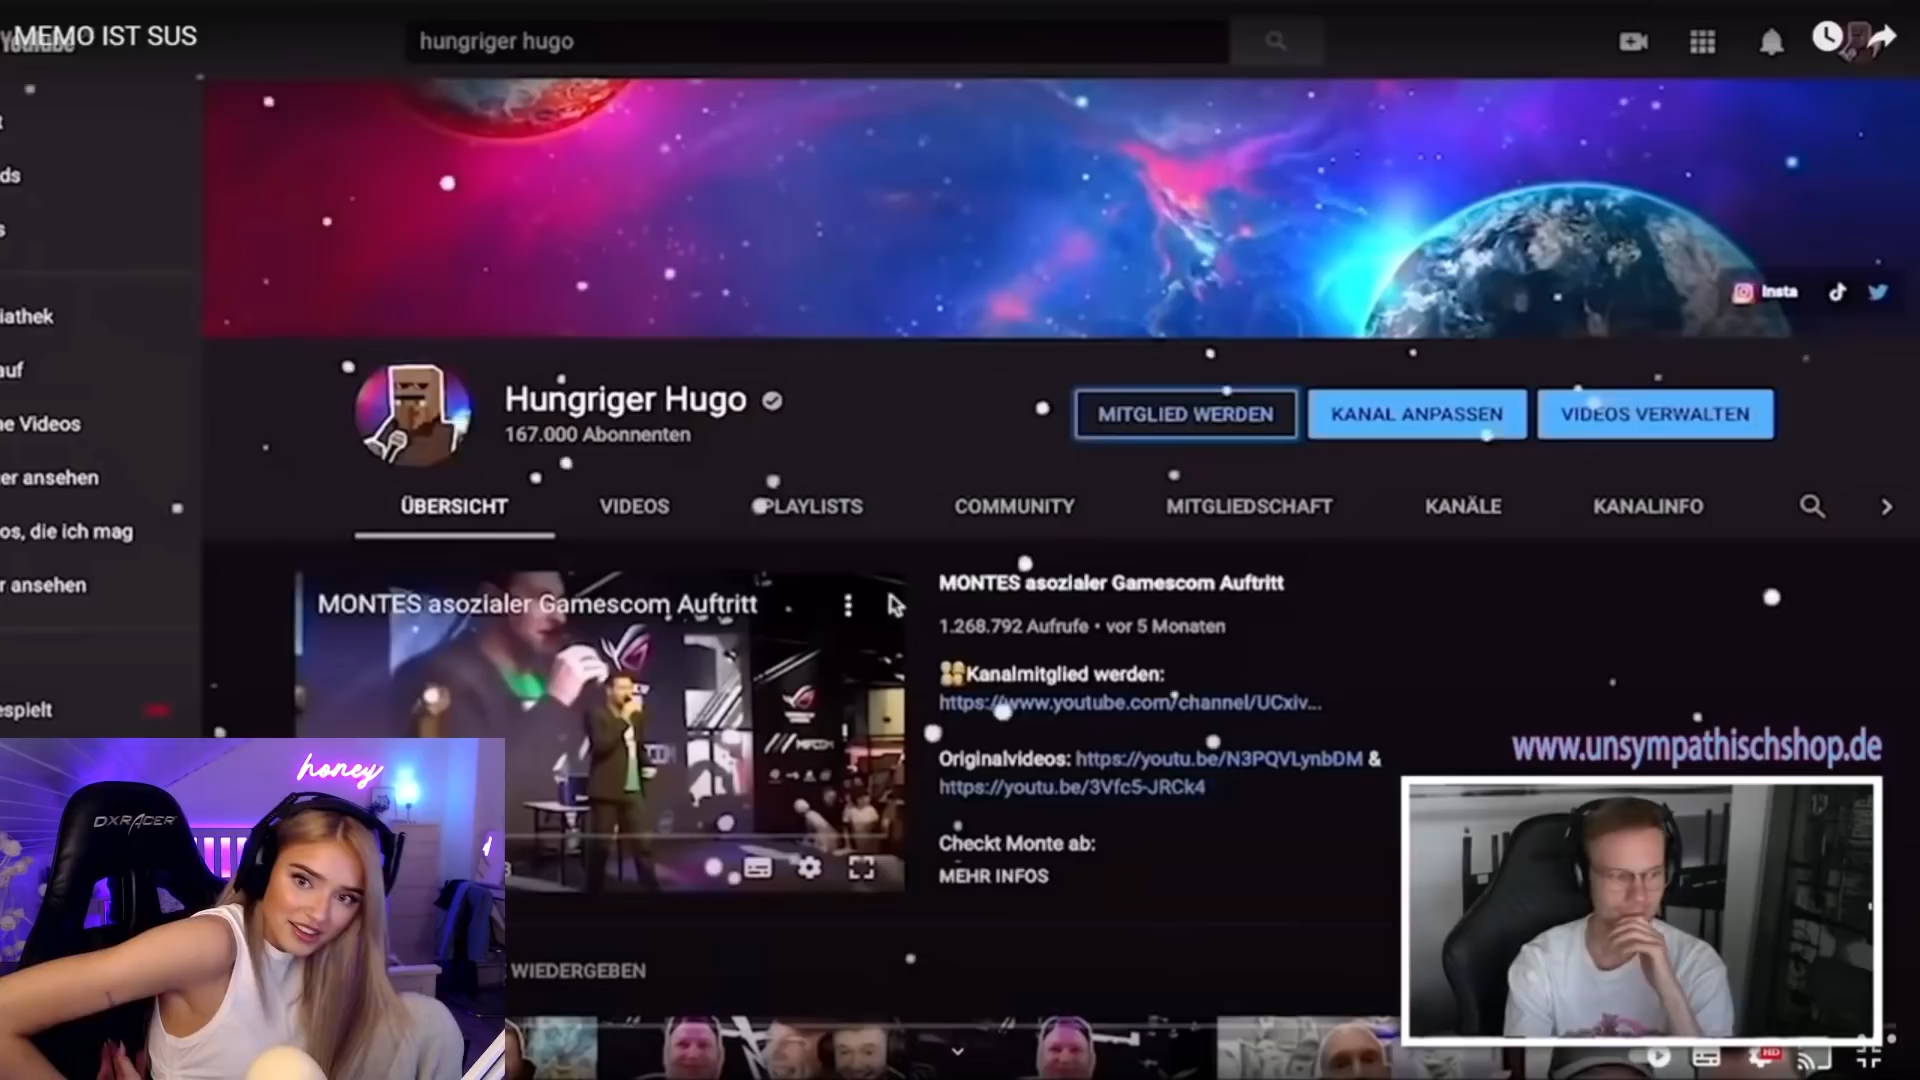 MEMO IST SUS
hungriger hugo
ds
s
iathek
auf
ne Videos
er ansehen
os, die ich mag
r ansehen
espielt
Insta
Hungriger Hugo
167.000 Abonnenten
MITGLIED WERDEN
KANAL ANPASSEN
VIDEOS VERWALTEN
ÜBERSICHT
VIDEOS
PLAYLISTS
COMMUNITY
MITGLIEDSCHAFT
KANÄLE
KANALINFO
MONTES asozialer Gamescom Auftritt
MONTES asozialer Gamescom Auftritt
1.268.792 Aufrufe • vor 5 Monaten
Kanalmitglied werden:
https://www.youtube.com/channel/UCxiv...
Originalvideos: https://youtu.be/N3PQVLynbDM &
https://youtu.be/3Vfc5-JRCk4
Checkt Monte ab:
MEHR INFOS
WIEDERGEBEN
www.unsympathischshop.de
honey
DXRACER
HD